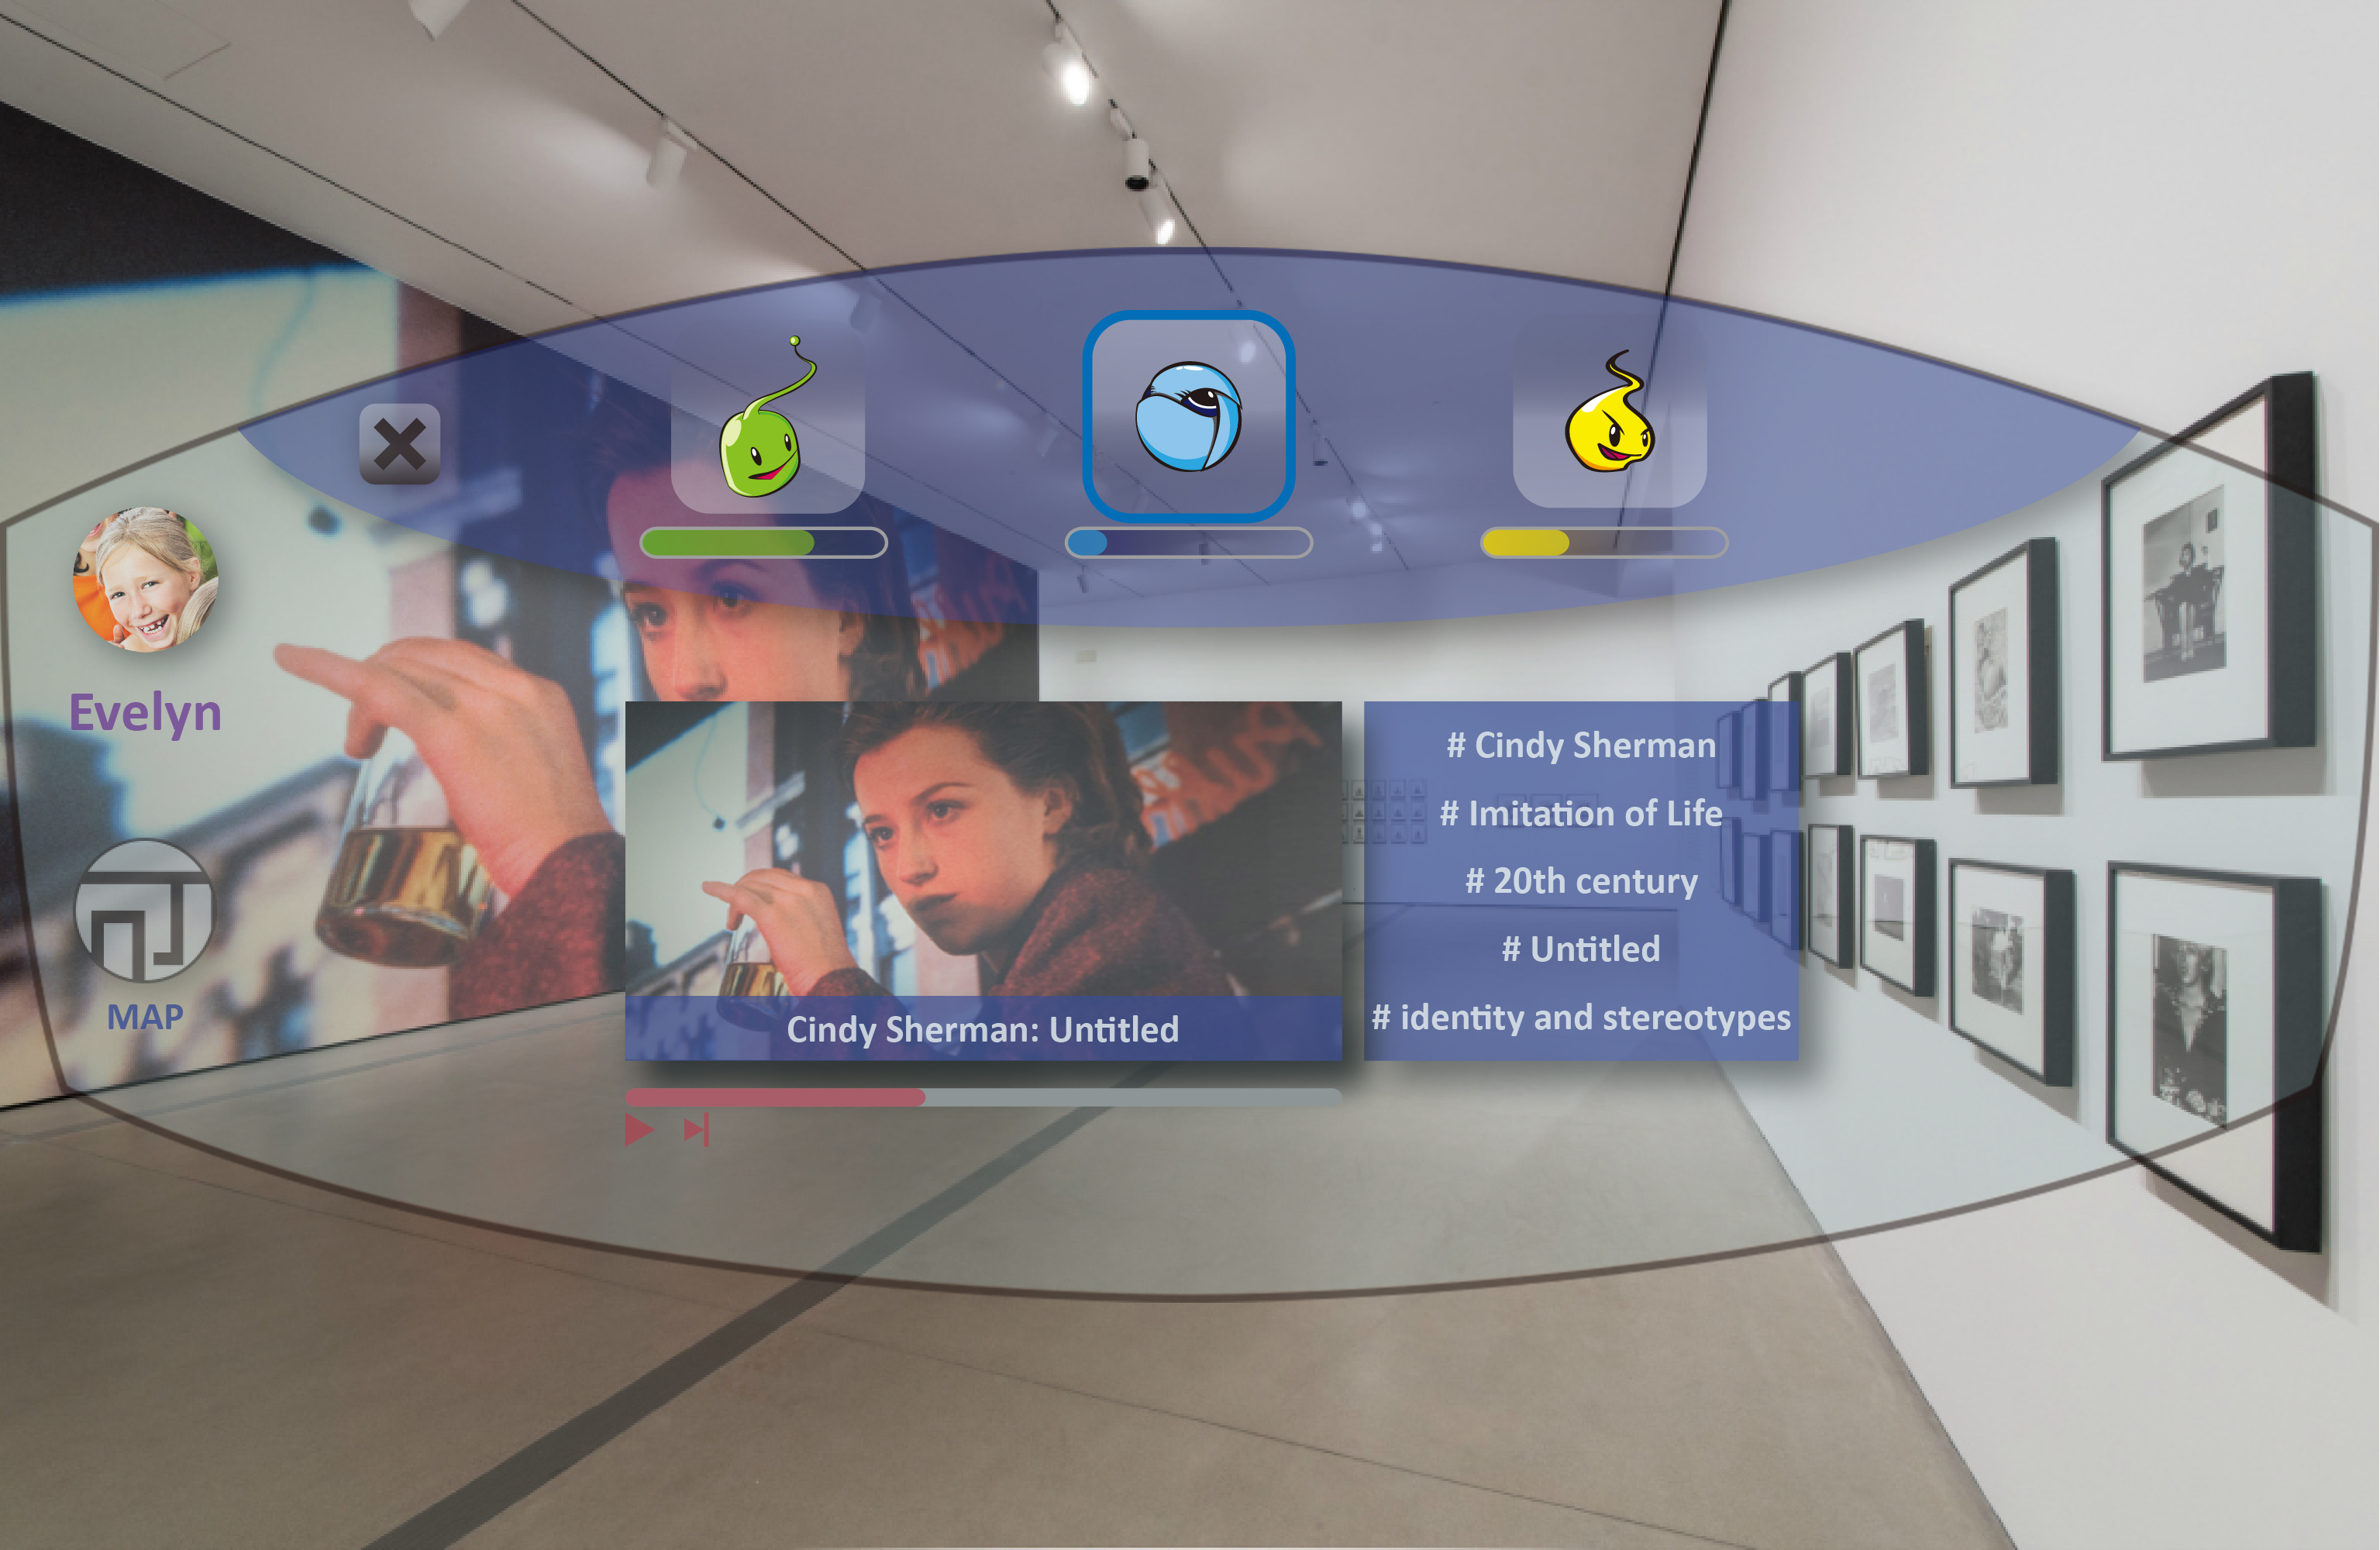 Evelyn
MAP
Cindy Sherman: Untitled
# Cindy Sherman
# Imitation of Life
# 20th century
# Untitled
# identity and stereotypes